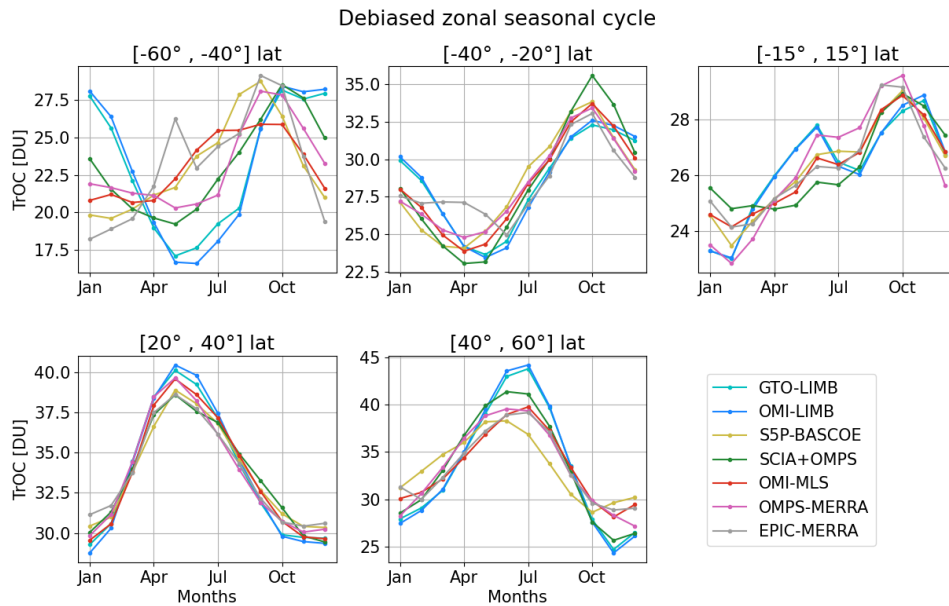 Debiased zonal seasonal cycle
[-60° , -40°] lat
[-40° , -20°] lat
[-15° , 15°] lat
TrOC [DU]
27.5
25.0
22.5
20.0
17.5
Jan Apr Jul Oct
35.0
32.5
30.0
27.5
25.0
22.5
Jan Apr Jul Oct
28
26
24
Jan Apr Jul Oct
[20° , 40°] lat
[40° , 60°] lat
TrOC [DU]
40.0
37.5
35.0
32.5
30.0
Jan Apr Jul Oct
Months
45
40
35
30
25
Jan Apr Jul Oct
Months
GTO-LIMB
OMI-LIMB
S5P-BASCOE
SCIA+OMPS
OMI-MLS
OMPS-MERRA
EPIC-MERRA